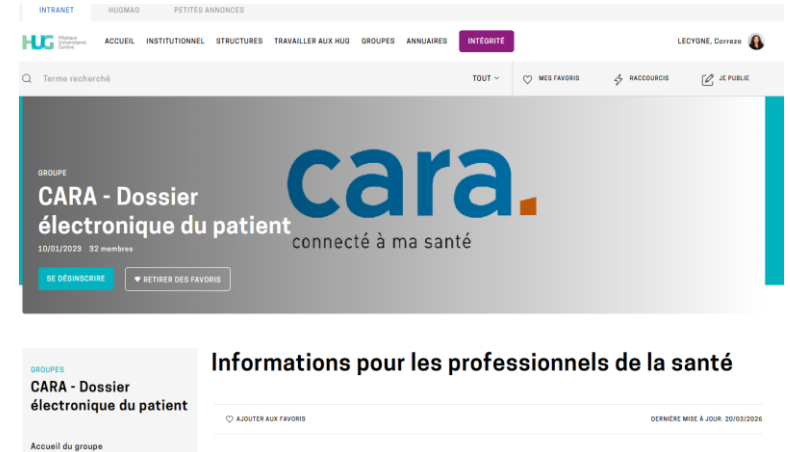 INTRANET HUGMAG PETITES ANNONCES
HUG Hôpitaux Universitaires Genève ACCUEIL INSTITUTIONNEL STRUCTURES TRAVAILLER AUX HUG GROUPES ANNUAIRES INTÉGRITÉ LECYGNE, Correze
Terme recherché TOUT MES FAVORIS RACCOURCIS JE PUBLIE
cara.
connecté à ma santé
GROUPE
CARA - Dossier
électronique du patient
10/01/2023 32 membres
SE DÉSINSCRIRE RETIRER DES FAVORIS
Informations pour les professionnels de la santé
GROUPES
CARA - Dossier
électronique du patient
AJOUTER AUX FAVORIS DERNIÈRE MISE À JOUR: 20/03/2026
Accueil du groupe